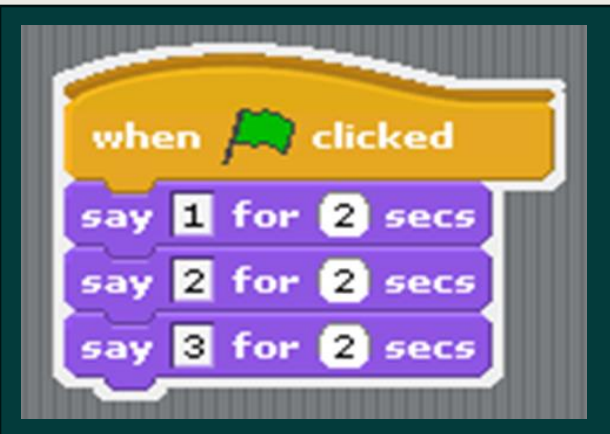 when clicked
say 1 for 2 secs
say 2 for 2 secs
say 3 for 2 secs